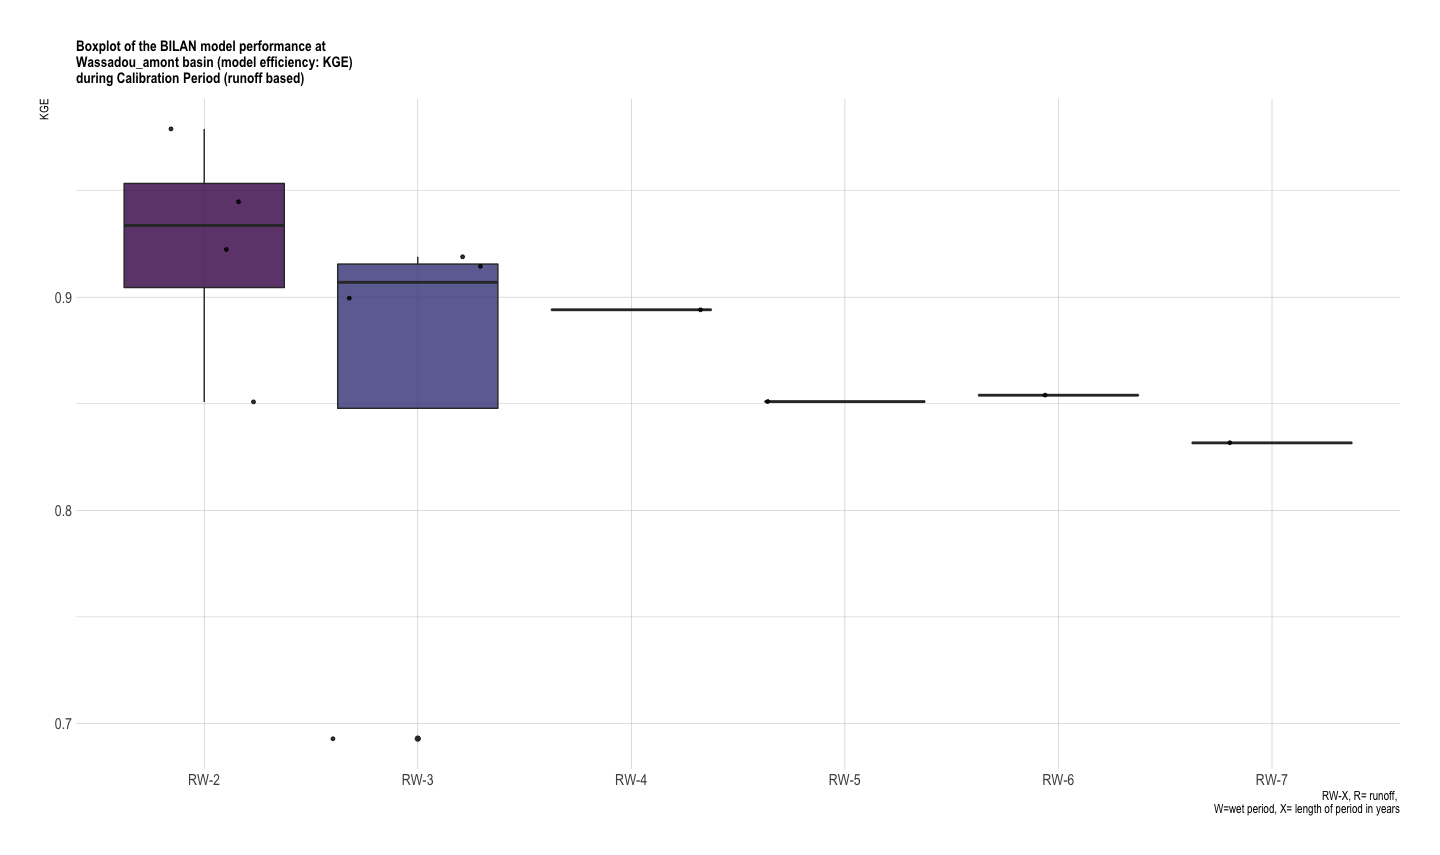 Boxplot of the BILAN model performance at
Wassadou_amont basin (model efficiency: KGE)
during Calibration Period (runoff based)
KGE
0.9
0.8
0.7
RW-2 RW-3 RW-4 RW-5 RW-6 RW-7
RW-X, R= runoff,
W=wet period, X= length of period in years